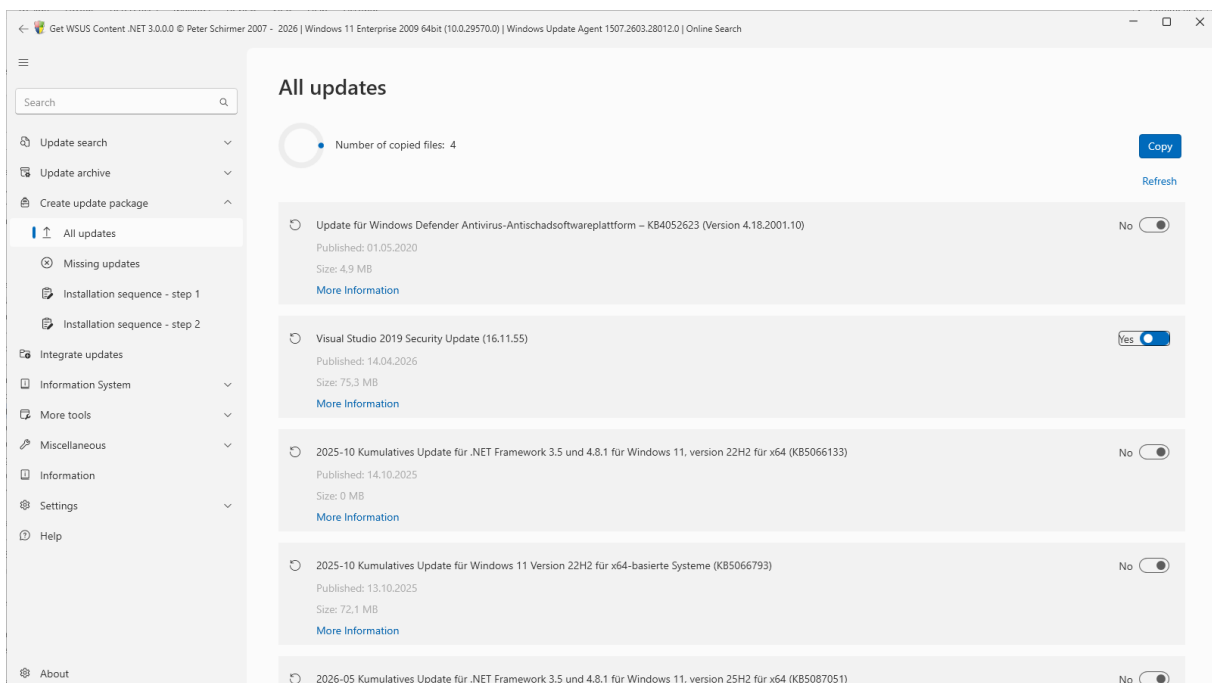 Get WSUS Content .NET 3.0.0.0 © Peter Schirmer 2007 - 2026 | Windows 11 Enterprise 2009 64bit (10.0.29570.0) | Windows Update Agent 1507.2603.28012.0 | Online Search
Search
Update search
Update archive
Create update package
All updates
Missing updates
Installation sequence - step 1
Installation sequence - step 2
Integrate updates
Information System
More tools
Miscellaneous
Information
Settings
Help
About
All updates
Number of copied files: 4
Copy
Refresh
Update für Windows Defender Antivirus-Antischadsoftwareplattform – KB4052623 (Version 4.18.2001.10)
No
Published: 01.05.2020
Size: 4,9 MB
More Information
Visual Studio 2019 Security Update (16.11.55)
Yes
Published: 14.04.2026
Size: 75,3 MB
More Information
2025-10 Kumulatives Update für .NET Framework 3.5 und 4.8.1 für Windows 11, version 22H2 für x64 (KB5066133)
No
Published: 14.10.2025
Size: 0 MB
More Information
2025-10 Kumulatives Update für Windows 11 Version 22H2 für x64-basierte Systeme (KB5066793)
No
Published: 13.10.2025
Size: 72,1 MB
More Information
2026-05 Kumulatives Update für .NET Framework 3.5 und 4.8.1 für Windows 11, version 25H2 für x64 (KB5087051)
No